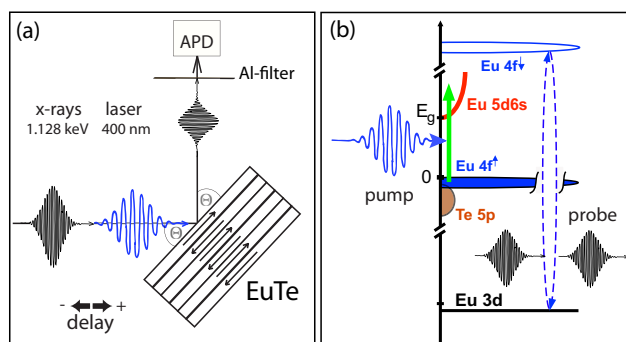 (a)
APD
Al-filter
x-rays laser
1.128 keV 400 nm
Θ
Θ
EuTe
- +
delay
(b)
Eu 4f↓
Eg
Eu 5d6s
Eu 4f↑
0
pump
Te 5p
probe
Eu 3d